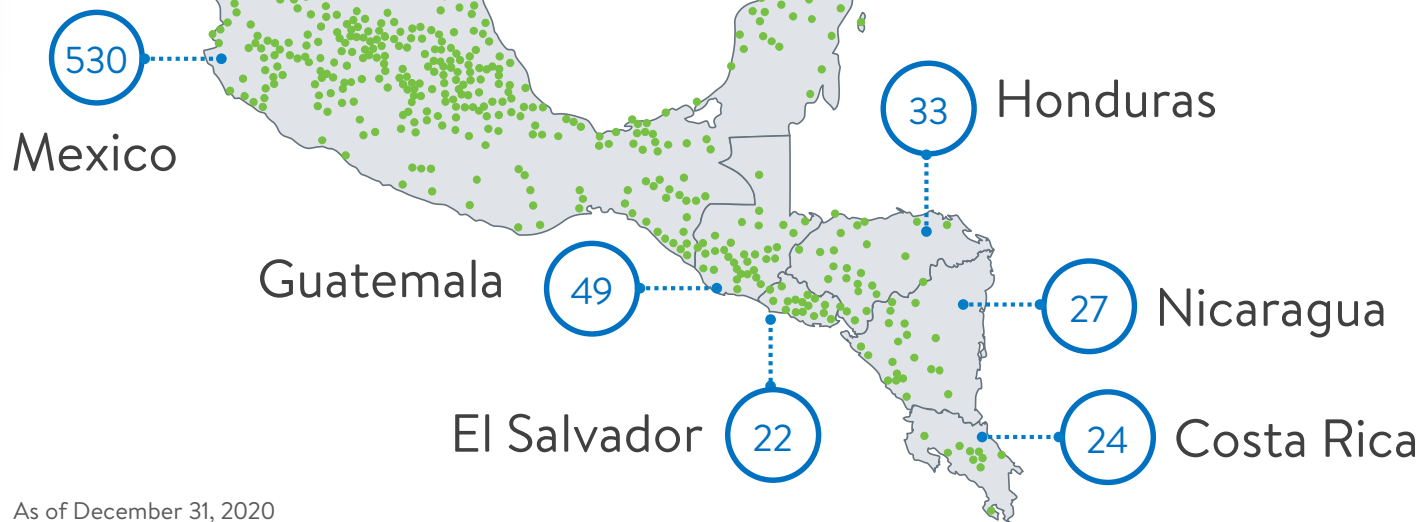 530
Mexico
33
Honduras
Guatemala
49
27
Nicaragua
El Salvador
22
24
Costa Rica
As of December 31, 2020